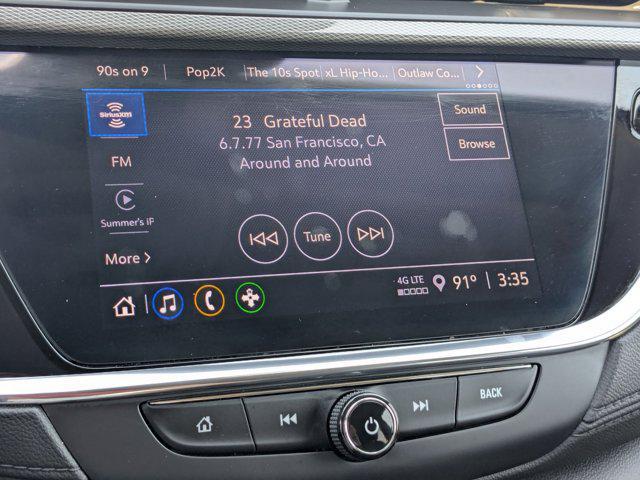 90s on 9 | Pop2K | The 10s Spot | xL Hip-Ho... | Outlaw Co... >
SiriusXM
23 Grateful Dead
Sound
6.7.77 San Francisco, CA
Browse
FM
Around and Around
Summer's iP
Tune
More >
4G LTE
91° | 3:35
BACK